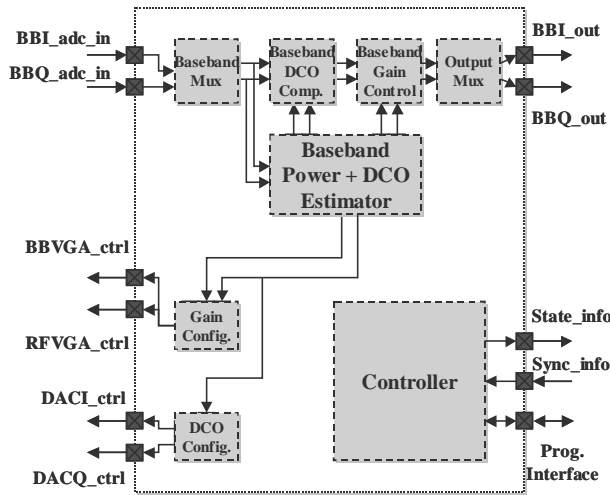 BBI_adc_in
BBQ_adc_in
Baseband
Mux
Baseband
DCO
Comp.
Baseband
Gain
Control
Output
Mux
BBI_out
BBQ_out
Baseband
Power + DCO
Estimator
BBVGA_ctrl
RFVGA_ctrl
Gain
Config.
DACI_ctrl
DACQ_ctrl
DCO
Config.
Controller
State_info
Sync_info
Prog.
Interface